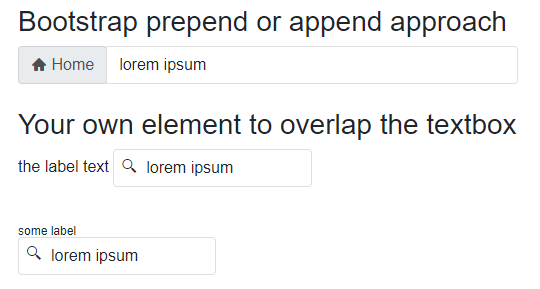 Bootstrap prepend or append approach
Home lorem ipsum
Your own element to overlap the textbox
the label text lorem ipsum
some label
lorem ipsum